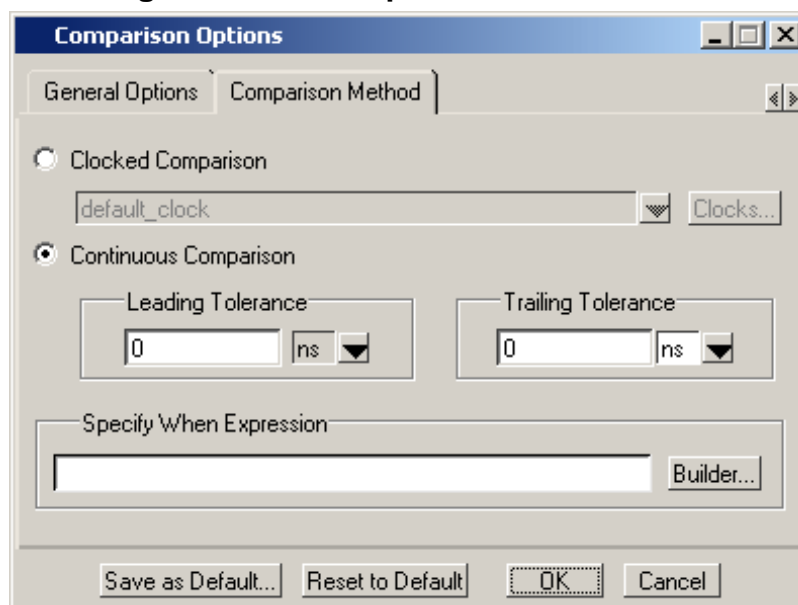 Comparison Options
General Options Comparison Method
Clocked Comparison
default_clock Clocks...
Continuous Comparison
Leading Tolerance Trailing Tolerance
0 ns 0 ns
Specify When Expression
Builder...
Save as Default... Reset to Default OK Cancel